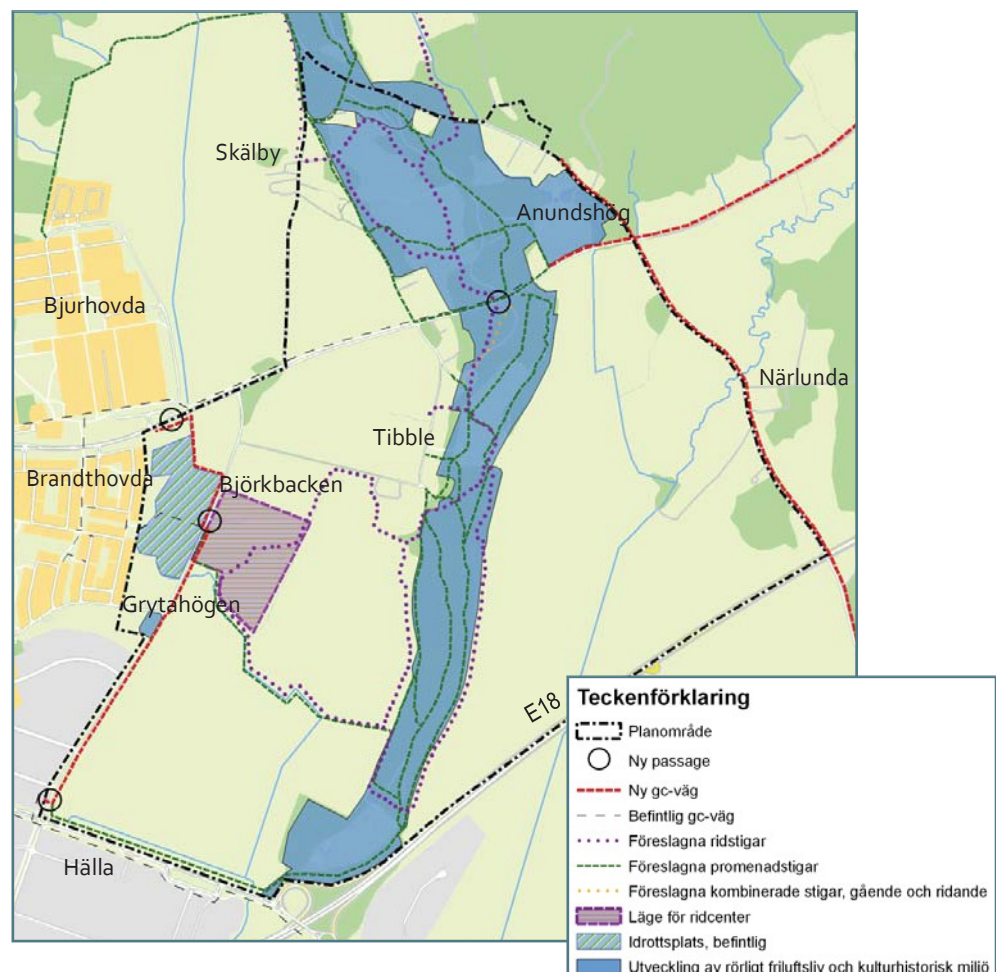 Skälby
Anundshög
Bjurhovda
Närlunda
Tibble
Brandthovda
Björkbacken
Grytahögen
E18
Hälla
Teckenförklaring
Planområde
Ny passage
Ny gc-väg
Befintlig gc-väg
Föreslagna ridstigar
Föreslagna promenadstigar
Föreslagna kombinerade stigar, gående och ridande
Läge för ridcenter
Idrottsplats, befintlig
Utveckling av rörligt friluftsliv och kulturhistorisk miljö